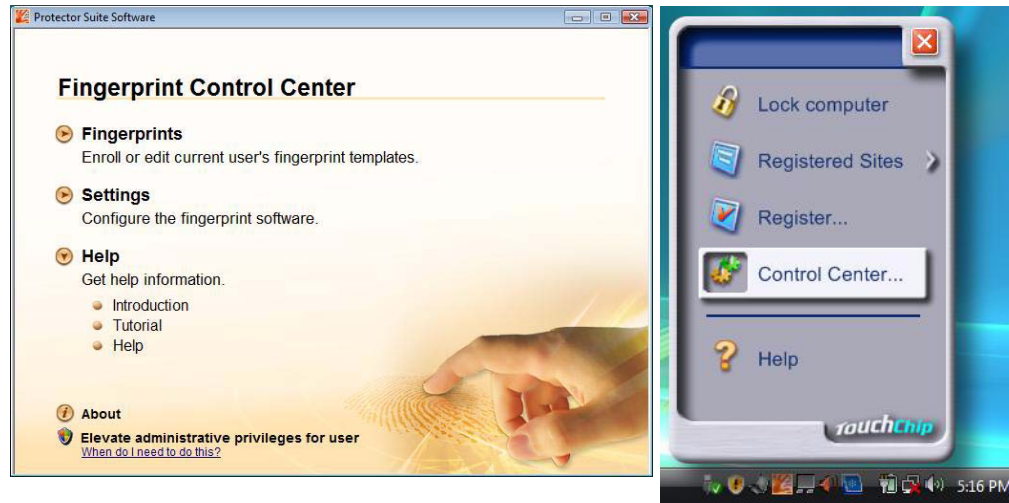 Protector Suite Software
Fingerprint Control Center
Fingerprints
Enroll or edit current user's fingerprint templates.
Settings
Configure the fingerprint software.
Help
Get help information.
Introduction
Tutorial
Help
About
Elevate administrative privileges for user
When do I need to do this?
Lock computer
Registered Sites
Register...
Control Center...
Help
TouchChip
5:16 PM